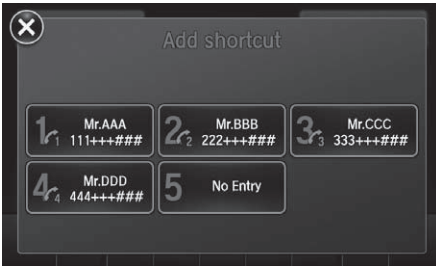 Add shortcut
1 1 Mr.AAA
111+++###
2 2 Mr.BBB
222+++###
3 3 Mr.CCC
333+++###
4 4 Mr.DDD
444+++###
5 No Entry